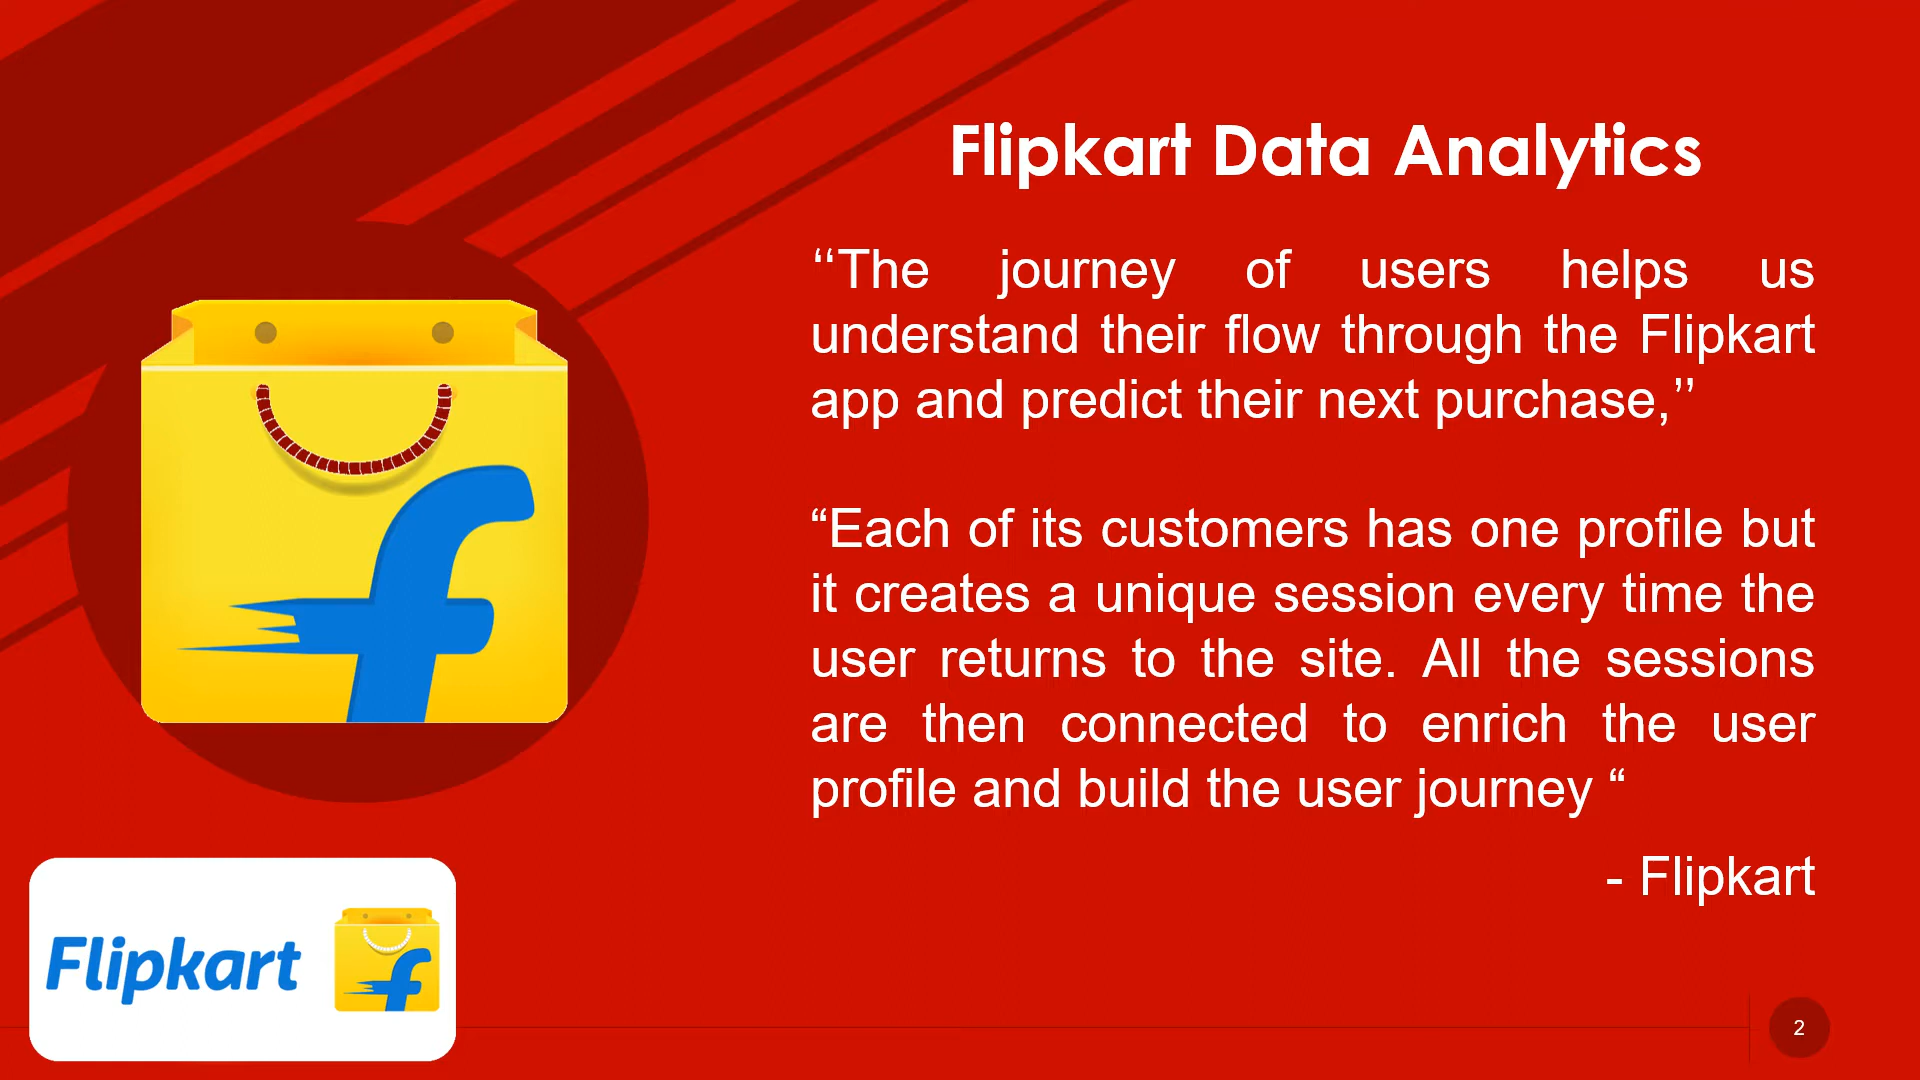 Flipkart Data Analytics
‘‘The journey of users helps us
understand their flow through the Flipkart
app and predict their next purchase,’’
“Each of its customers has one profile but
it creates a unique session every time the
user returns to the site. All the sessions
are then connected to enrich the user
profile and build the user journey “
- Flipkart
Flipkart
2